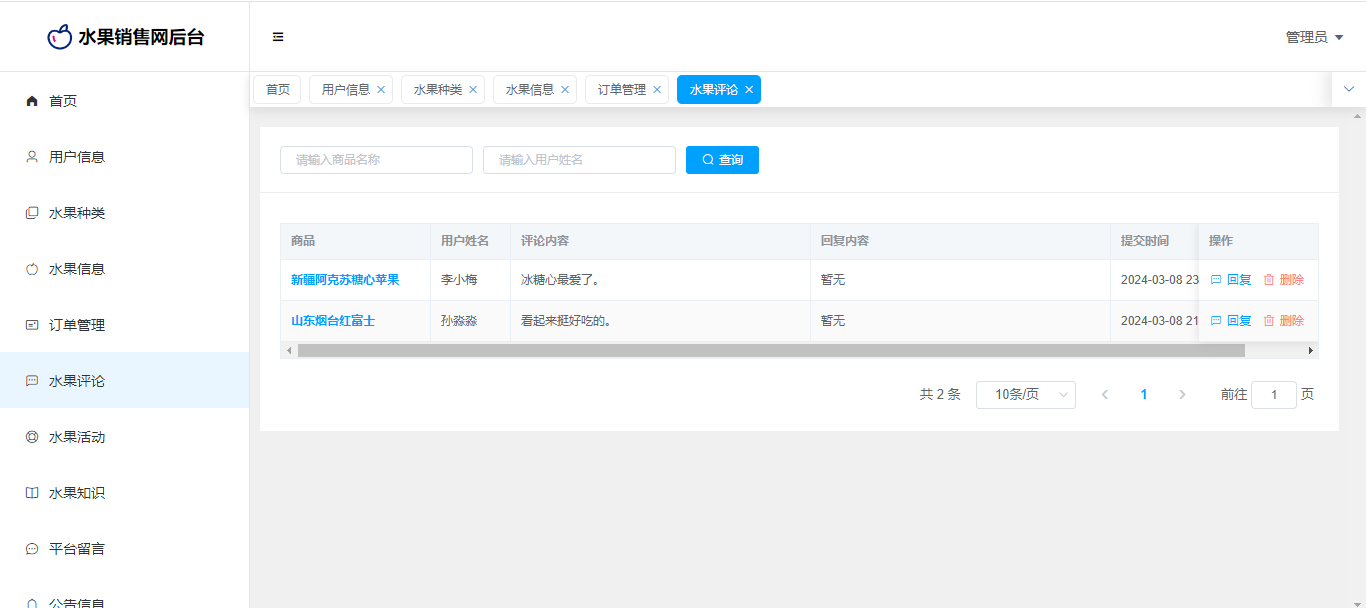 水果销售网后台
管理员
首页
用户信息
水果种类
水果信息
订单管理
水果评论
首页
用户信息
水果种类
水果信息
订单管理
水果评论
水果活动
水果知识
平台留言
公告信息
请输入商品名称
请输入用户姓名
查询
商品 用户姓名 评论内容 回复内容 提交时间 操作
新疆阿克苏糖心苹果 李小梅 冰糖心最爱了。 暂无 2024-03-08 23 回复 删除
山东烟台红富士 孙淼淼 看起来挺好吃的。 暂无 2024-03-08 21 回复 删除
共 2 条 10条/页 1 前往 1 页